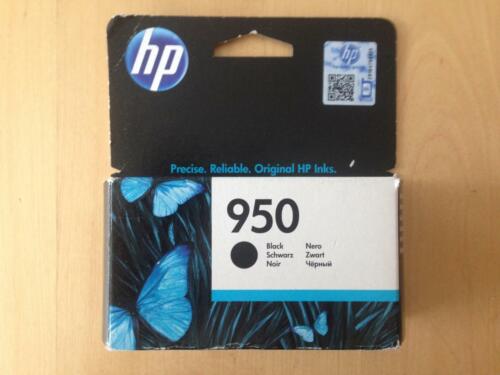 hp
Precise. Reliable. Original HP Inks.
950
Black Nero
Schwarz Zwart
Noir Чёрный